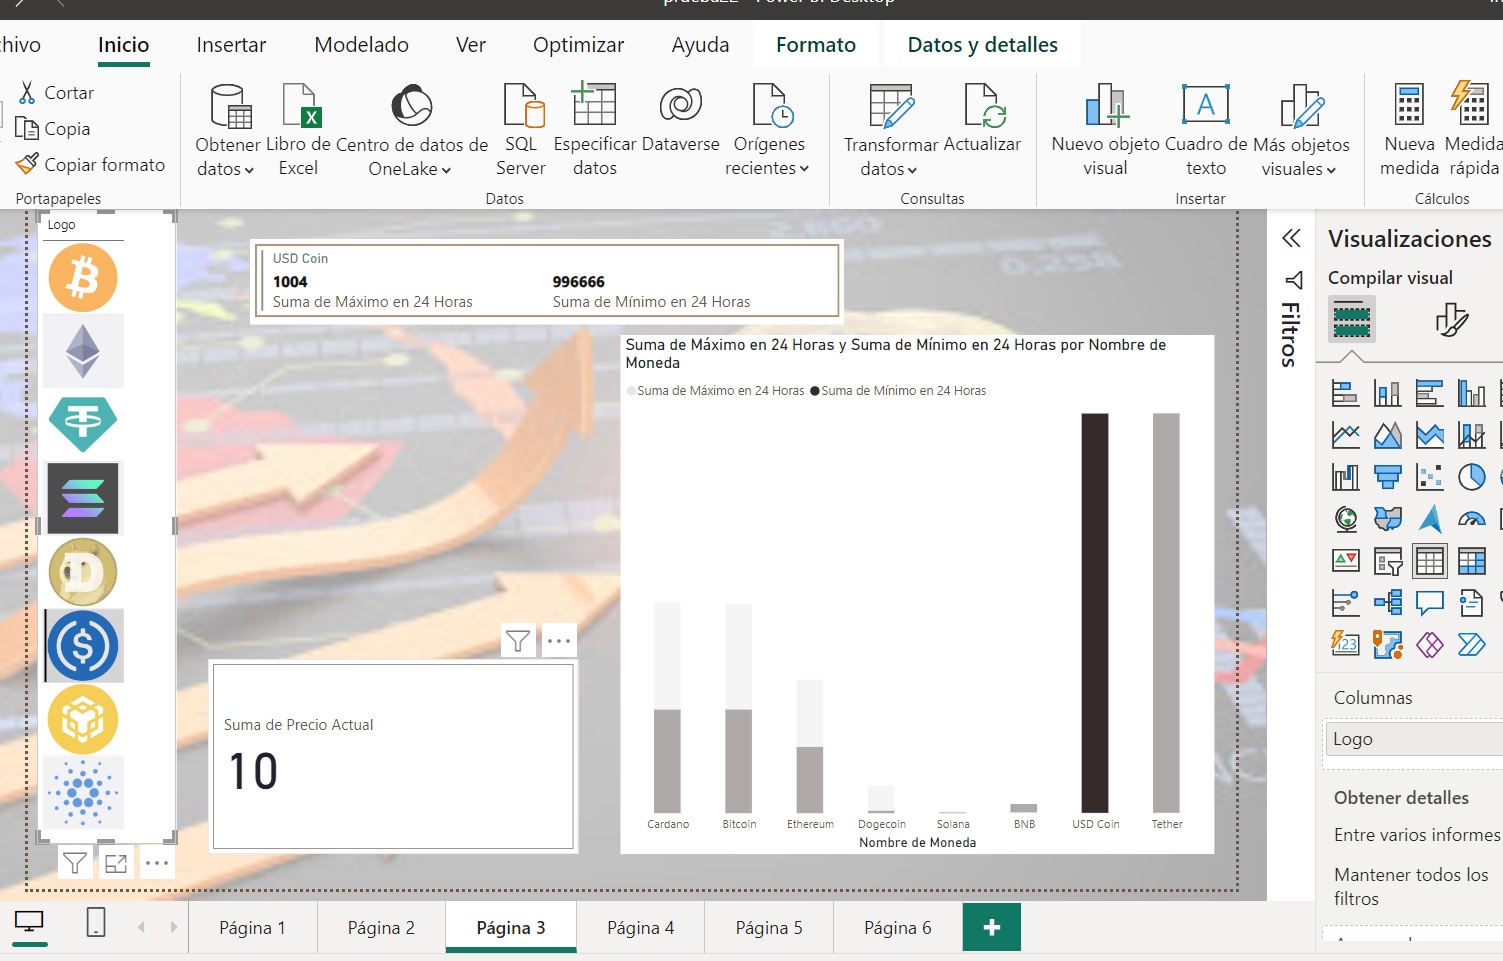 Inicio
Insertar
Modelado
Ver
Optimizar
Ayuda
Formato
Datos y detalles
Cortar
Copia
Copiar formato
Portapapeles
Obtener datos
Libro de Excel
Centro de datos de OneLake
SQL Server
Especificar datos
Dataverse
Orígenes recientes
Datos
Transformar datos
Actualizar
Consultas
Nuevo objeto visual
Cuadro de texto
Más objetos visuales
Insertar
Nueva medida
Medida rápida
Cálculos
Logo
USD Coin
1004
996666
Suma de Máximo en 24 Horas
Suma de Mínimo en 24 Horas
Suma de Máximo en 24 Horas y Suma de Mínimo en 24 Horas por Nombre de
Moneda
Suma de Máximo en 24 Horas
Suma de Mínimo en 24 Horas
Cardano
Bitcoin
Ethereum
Dogecoin
Solana
BNB
USD Coin
Tether
Nombre de Moneda
Suma de Precio Actual
10
Filtros
Visualizaciones
Compilar visual
Columnas
Logo
Obtener detalles
Entre varios informes
Mantener todos los
filtros
Página 1
Página 2
Página 3
Página 4
Página 5
Página 6